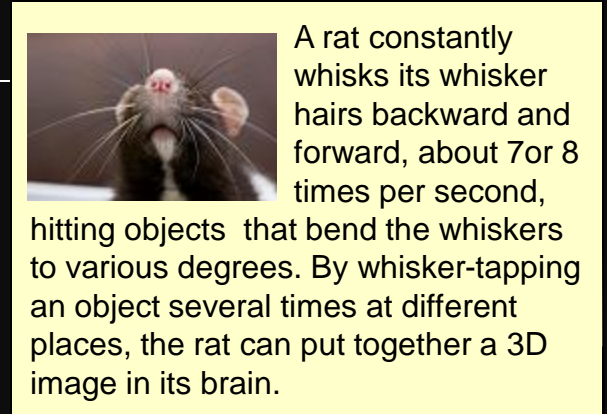 A rat constantly
whisks its whisker
hairs backward and
forward, about 7or 8
times per second,
hitting objects  that bend the whiskers
to various degrees. By whisker-tapping
an object several times at different
places, the rat can put together a 3D
image in its brain.